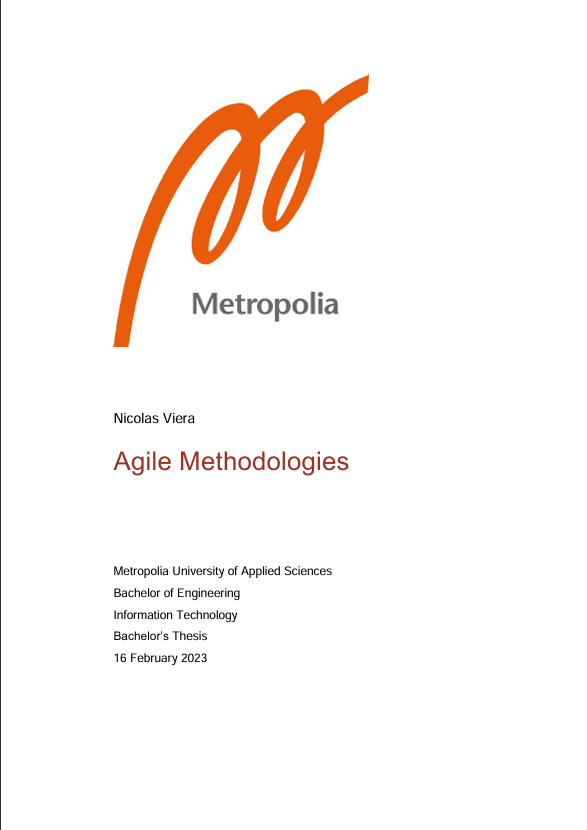 Metropolia
Nicolas Viera
Agile Methodologies
Metropolia University of Applied Sciences
Bachelor of Engineering
Information Technology
Bachelor's Thesis
16 February 2023